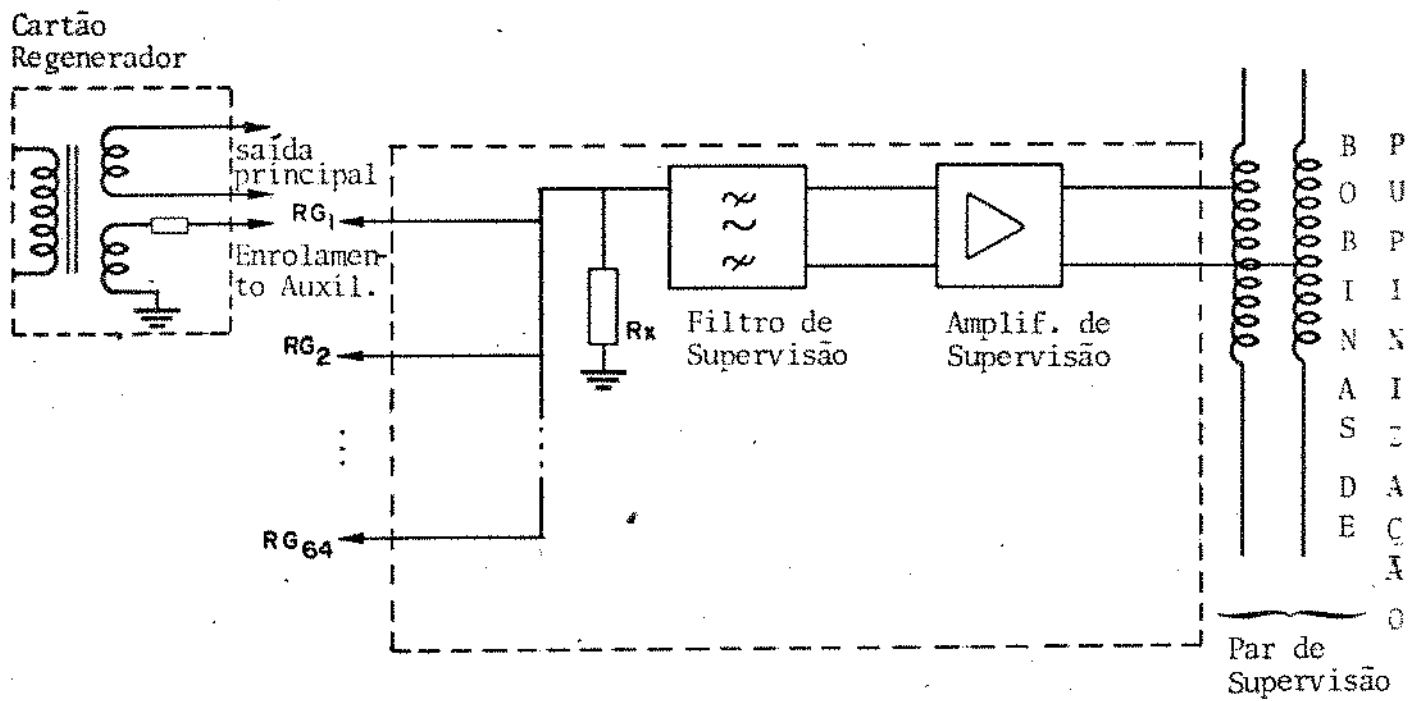 Cartão
Regenerador
saída
principal
RG1
Enrolamen-
to Auxil.
RG2
RG64
Rx
Filtro de
Supervisão
Amplif. de
Supervisão
BOBINAS DE
PUPINIZAÇÃO
Par de
Supervisão